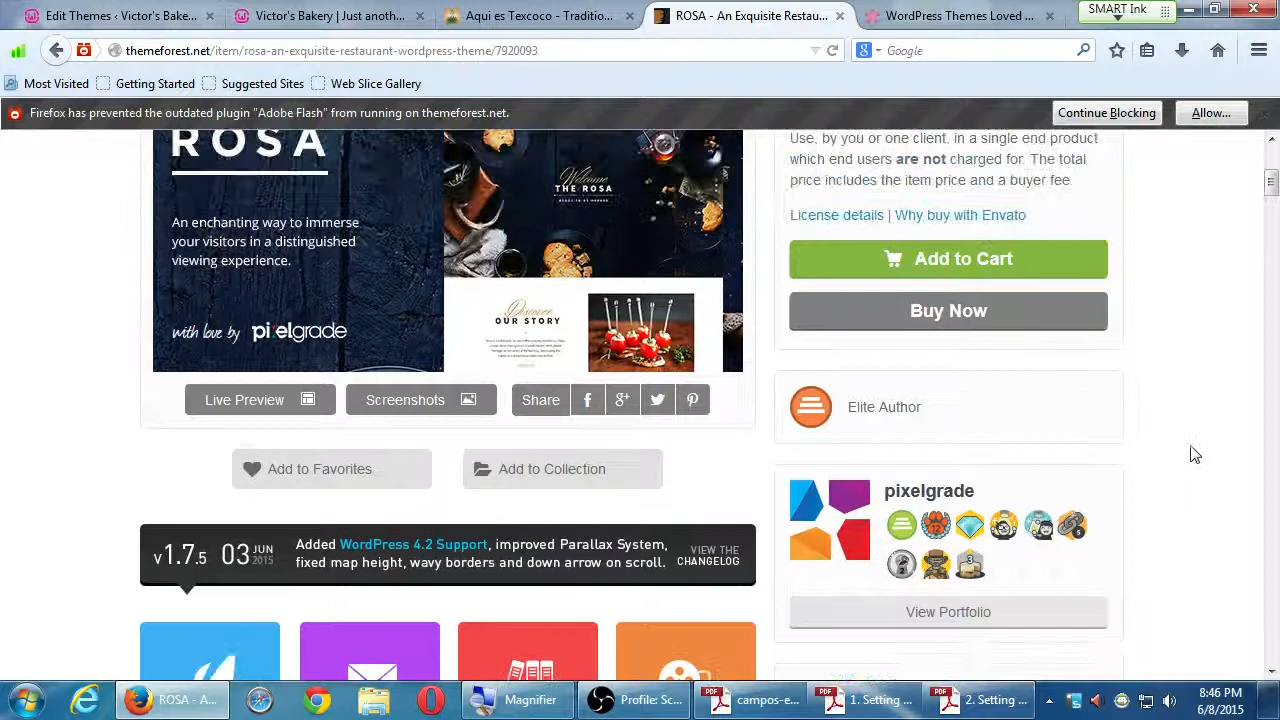 Edit Themes - Victor's Bake...
Victor's Bakery | Just anoth...
Aquí es Texcoco - Traditio...
ROSA - An Exquisite Restau...
WordPress Themes Loved ...
SMART Ink
themeforest.net/item/rosa-an-exquisite-restaurant-wordpress-theme/7920093
Google
Most Visited
Getting Started
Suggested Sites
Web Slice Gallery
Firefox has prevented the outdated plugin "Adobe Flash" from running on themeforest.net.
Continue Blocking
Allow...
ROSA
An enchanting way to immerse
your visitors in a distinguished
viewing experience.
with love by pixelgrade
Welcome
THE ROSA
Discover
OUR STORY
Use, by you or one client, in a single end product
which end users are not charged for. The total
price includes the item price and a buyer fee.
License details | Why buy with Envato
Add to Cart
Buy Now
Live Preview
Screenshots
Share
Elite Author
Add to Favorites
Add to Collection
pixelgrade
View Portfolio
v1.7.5 03 JUN 2015
Added WordPress 4.2 Support, improved Parallax System,
fixed map height, wavy borders and down arrow on scroll.
VIEW THE
CHANGELOG
ROSA - A...
Magnifier
Profile: Sc...
campos-e...
1. Setting ...
2. Setting ...
8:46 PM
6/8/2015